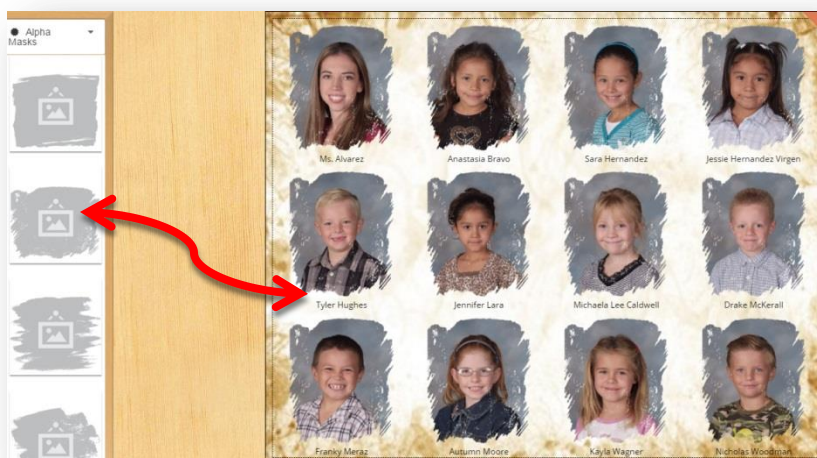 Alpha
Masks
Ms. Alvarez
Anastasia Bravo
Sara Hernandez
Jessie Hernandez Virgen
Tyler Hughes
Jennifer Lara
Michaela Lee Caldwell
Drake McKerall
Franky Meraz
Autumn Moore
Kayla Wagner
Nicholas Woodman